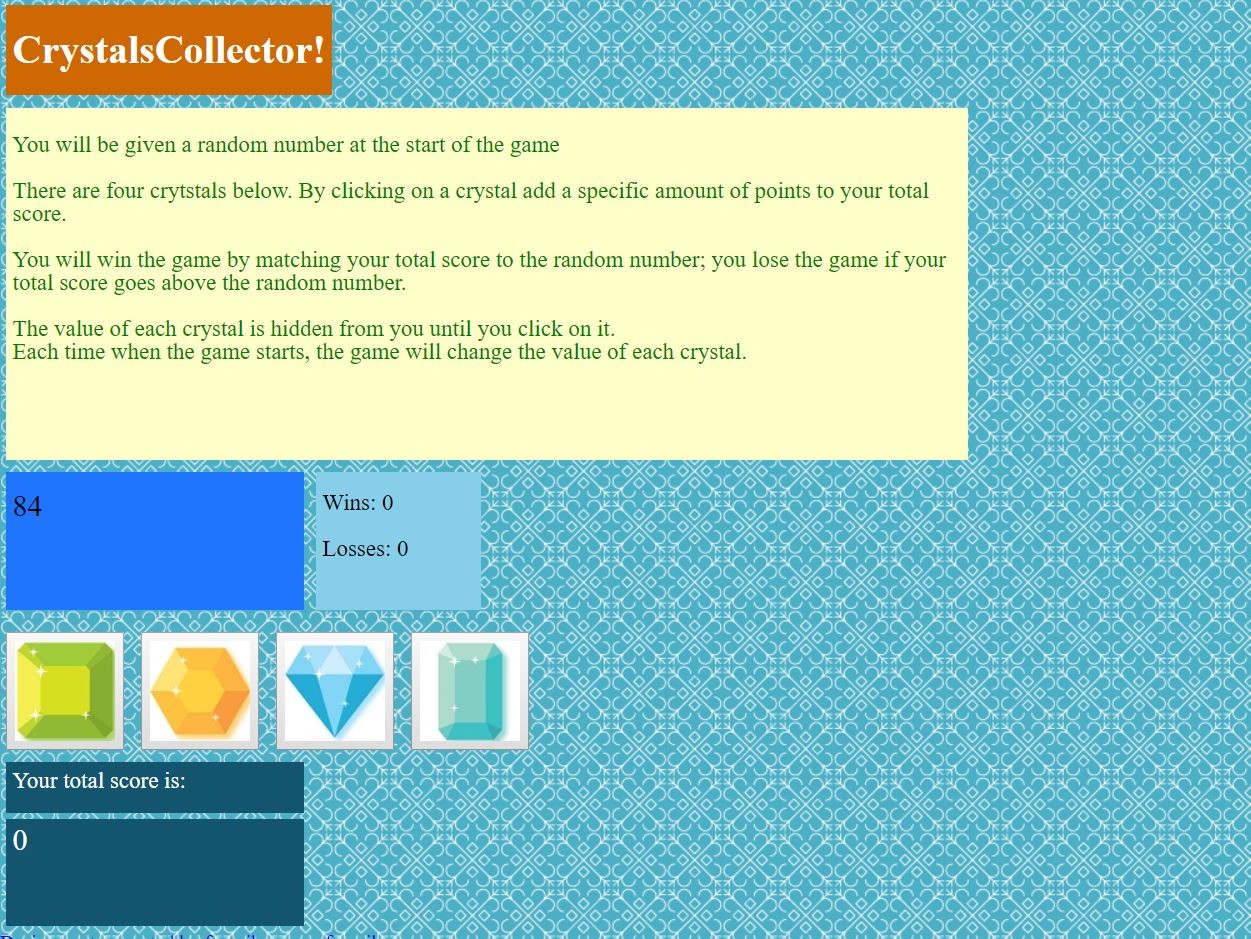 CrystalsCollector!
You will be given a random number at the start of the game
There are four crytstals below. By clicking on a crystal add a specific amount of points to your total
score.
You will win the game by matching your total score to the random number; you lose the game if your
total score goes above the random number.
The value of each crystal is hidden from you until you click on it.
Each time when the game starts, the game will change the value of each crystal.
84
Wins: 0
Losses: 0
Your total score is:
0